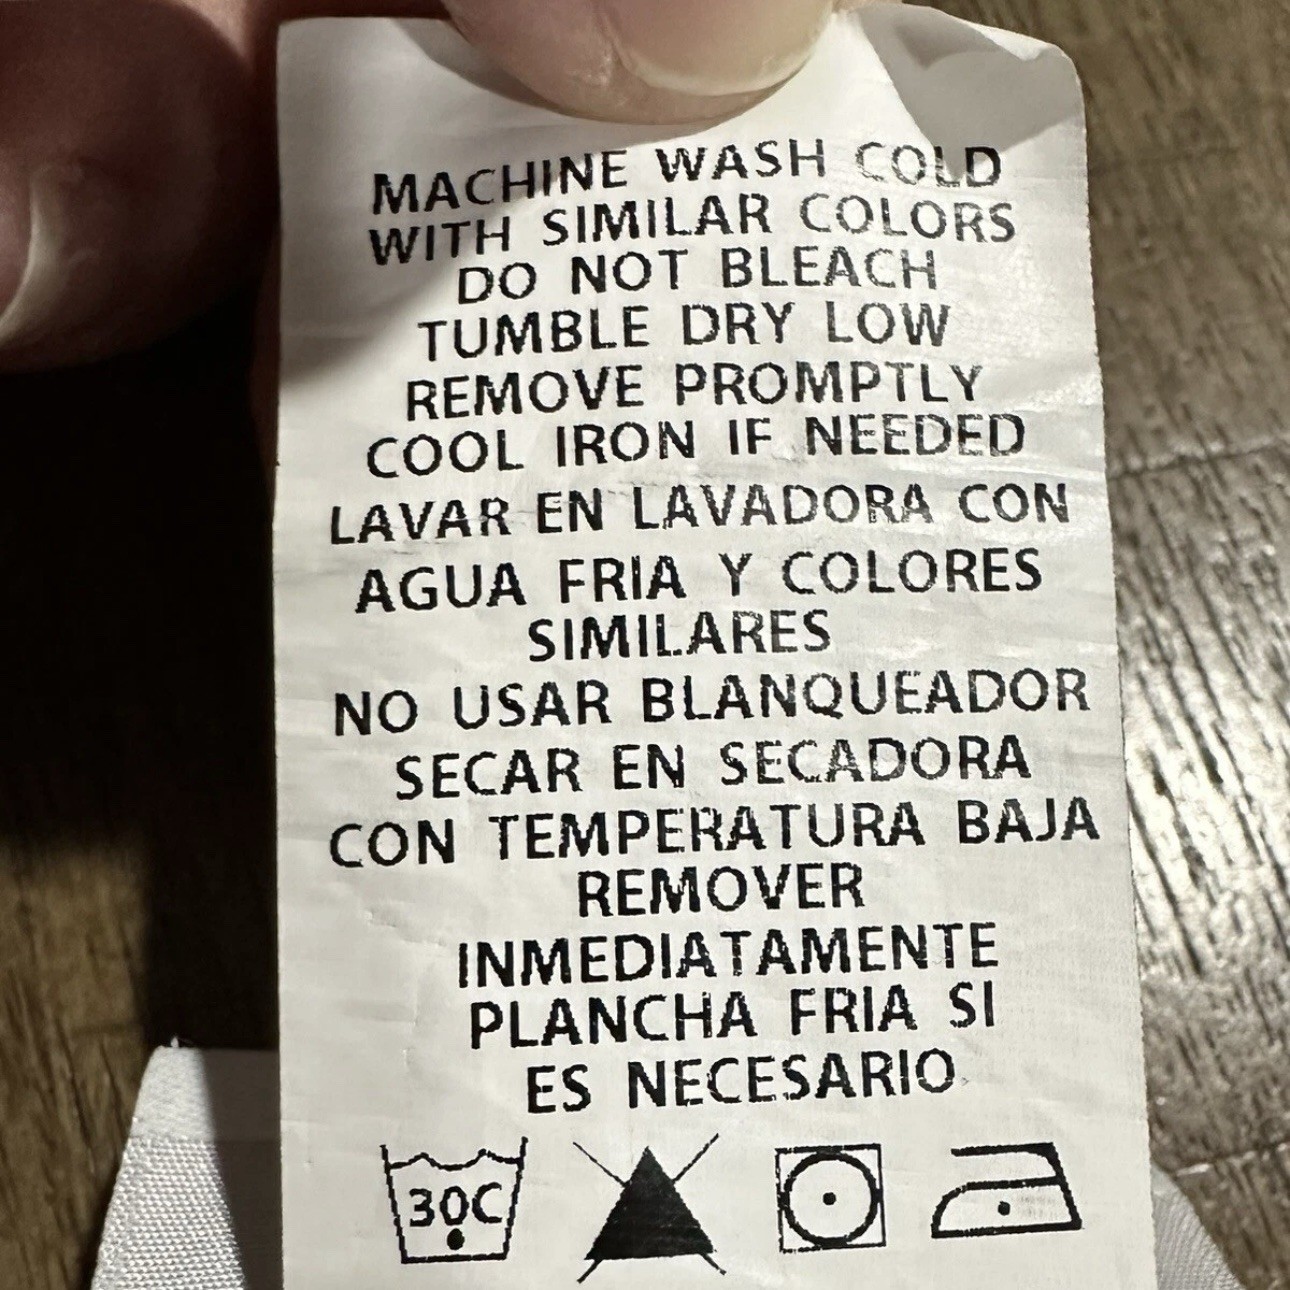 MACHINE WASH COLD
WITH SIMILAR COLORS
DO NOT BLEACH
TUMBLE DRY LOW
REMOVE PROMPTLY
COOL IRON IF NEEDED
LAVAR EN LAVADORA CON
AGUA FRIA Y COLORES
SIMILARES
NO USAR BLANQUEADOR
SECAR EN SECADORA
CON TEMPERATURA BAJA
REMOVER
INMEDIATAMENTE
PLANCHA FRIA SI
ES NECESARIO
30C